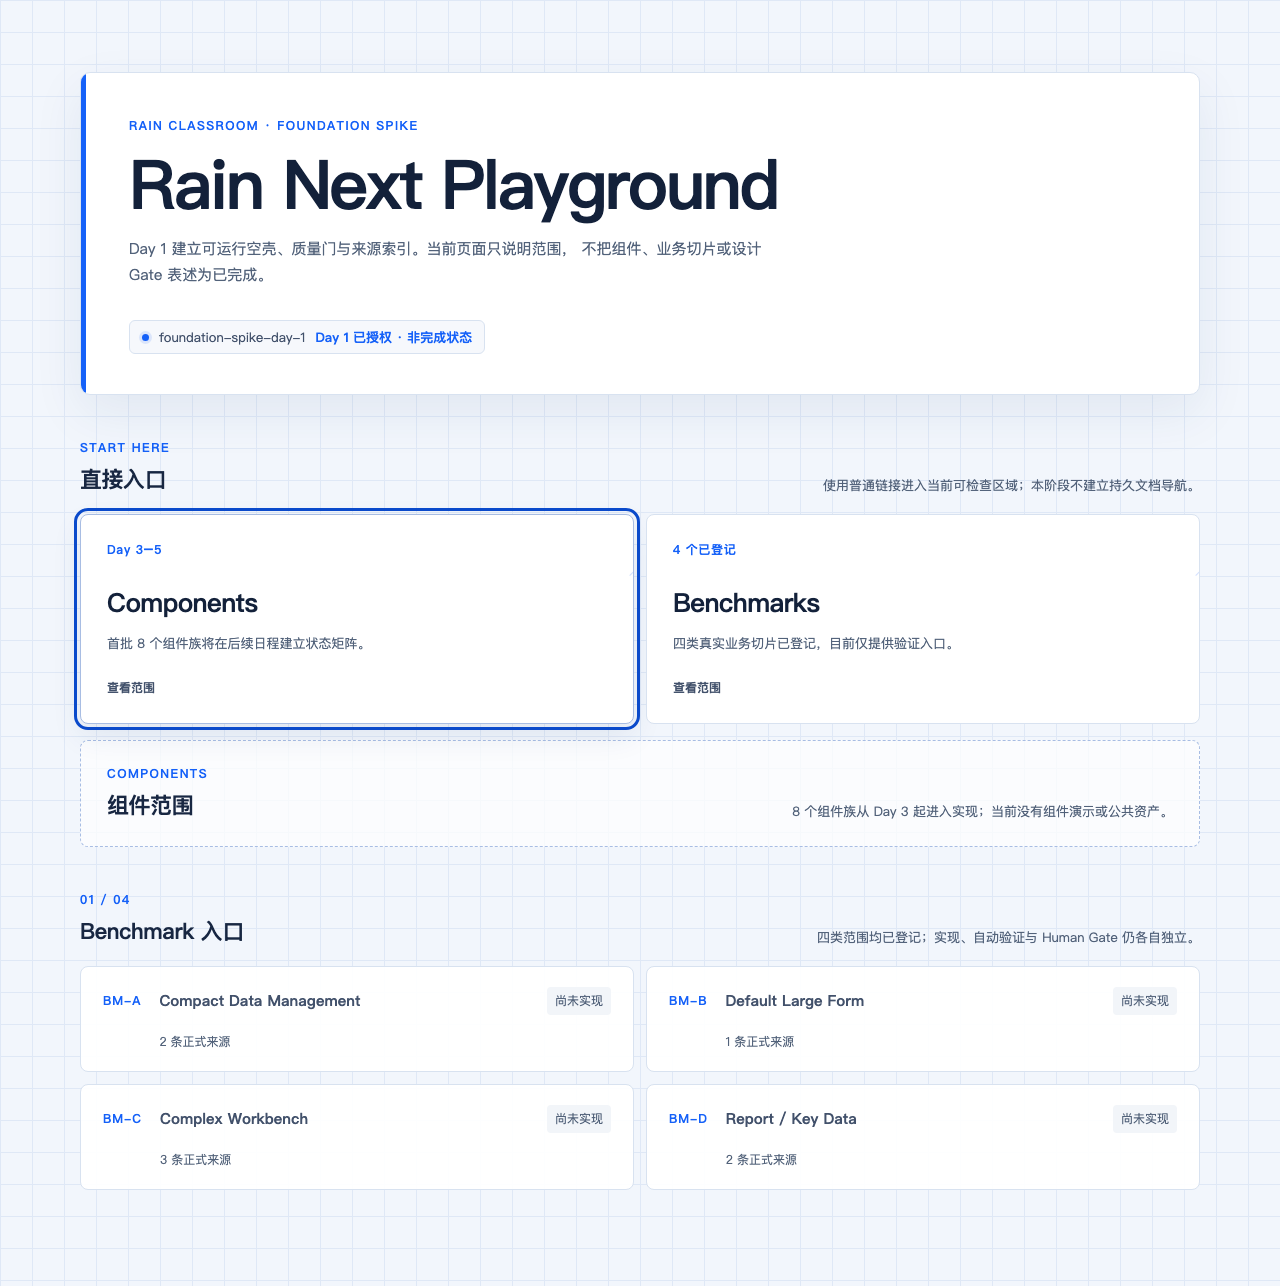 RAIN CLASSROOM · FOUNDATION SPIKE
Rain Next Playground
Day 1 建立可运行空壳、质量门与来源索引。当前页面只说明范围， 不把组件、业务切片或设计
Gate 表述为已完成。
foundation-spike-day-1 Day 1 已授权 · 非完成状态
START HERE
直接入口
使用普通链接进入当前可检查区域；本阶段不建立持久文档导航。
Day 3—5
Components
首批 8 个组件族将在后续日程建立状态矩阵。
查看范围
4 个已登记
Benchmarks
四类真实业务切片已登记，目前仅提供验证入口。
查看范围
COMPONENTS
组件范围
8 个组件族从 Day 3 起进入实现；当前没有组件演示或公共资产。
01 / 04
Benchmark 入口
四类范围均已登记；实现、自动验证与 Human Gate 仍各自独立。
BM-A Compact Data Management 尚未实现
2 条正式来源
BM-B Default Large Form 尚未实现
1 条正式来源
BM-C Complex Workbench 尚未实现
3 条正式来源
BM-D Report / Key Data 尚未实现
2 条正式来源